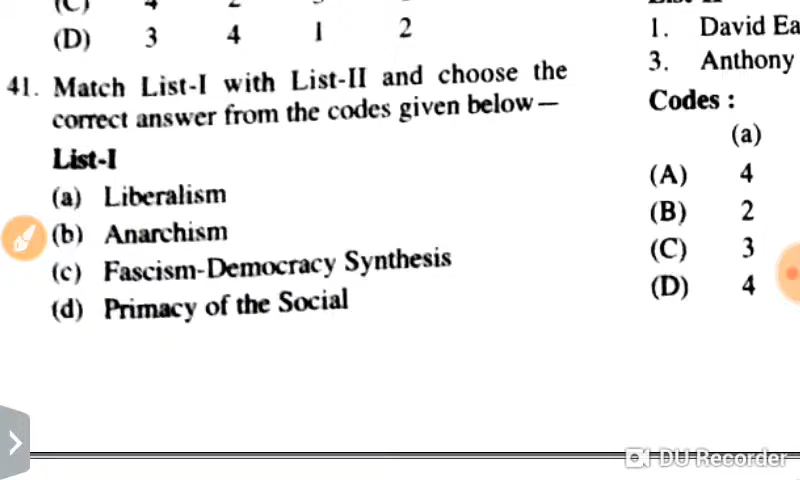 (C) 4 2
(D) 3 4 1 2
41. Match List-I with List-II and choose the
correct answer from the codes given below—
List-I
(a) Liberalism
(b) Anarchism
(c) Fascism-Democracy Synthesis
(d) Primacy of the Social
1. David Ea
3. Anthony
Codes :
(a)
(A) 4
(B) 2
(C) 3
(D) 4
DU Recorder